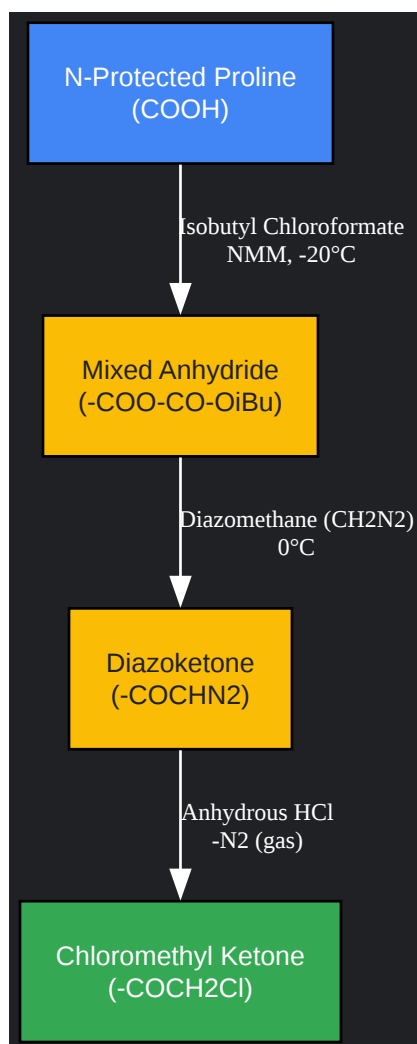 N-Protected Proline
(COOH)
Isobutyl Chloroformate
NMM, -20°C
Mixed Anhydride
(-COO-CO-OiBu)
Diazomethane (CH2N2)
0°C
Diazoketone
(-COCHN2)
Anhydrous HCl
-N2 (gas)
Chloromethyl Ketone
(-COCH2Cl)